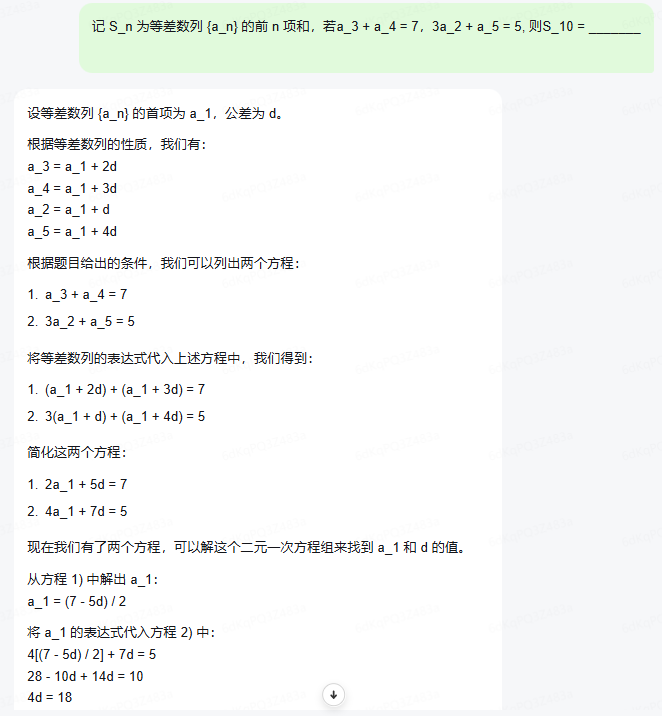 记 S_n 为等差数列 {a_n} 的前 n 项和，若a_3 + a_4 = 7，3a_2 + a_5 = 5, 则S_10 = _______
设等差数列 {a_n} 的首项为 a_1，公差为 d。
根据等差数列的性质，我们有：
a_3 = a_1 + 2d
a_4 = a_1 + 3d
a_2 = a_1 + d
a_5 = a_1 + 4d
根据题目给出的条件，我们可以列出两个方程：
1. a_3 + a_4 = 7
2. 3a_2 + a_5 = 5
将等差数列的表达式代入上述方程中，我们得到：
1. (a_1 + 2d) + (a_1 + 3d) = 7
2. 3(a_1 + d) + (a_1 + 4d) = 5
简化这两个方程：
1. 2a_1 + 5d = 7
2. 4a_1 + 7d = 5
现在我们有了两个方程，可以解这个二元一次方程组来找到 a_1 和 d 的值。
从方程 1) 中解出 a_1：
a_1 = (7 - 5d) / 2
将 a_1 的表达式代入方程 2) 中：
4[(7 - 5d) / 2] + 7d = 5
28 - 10d + 14d = 10
4d = 18